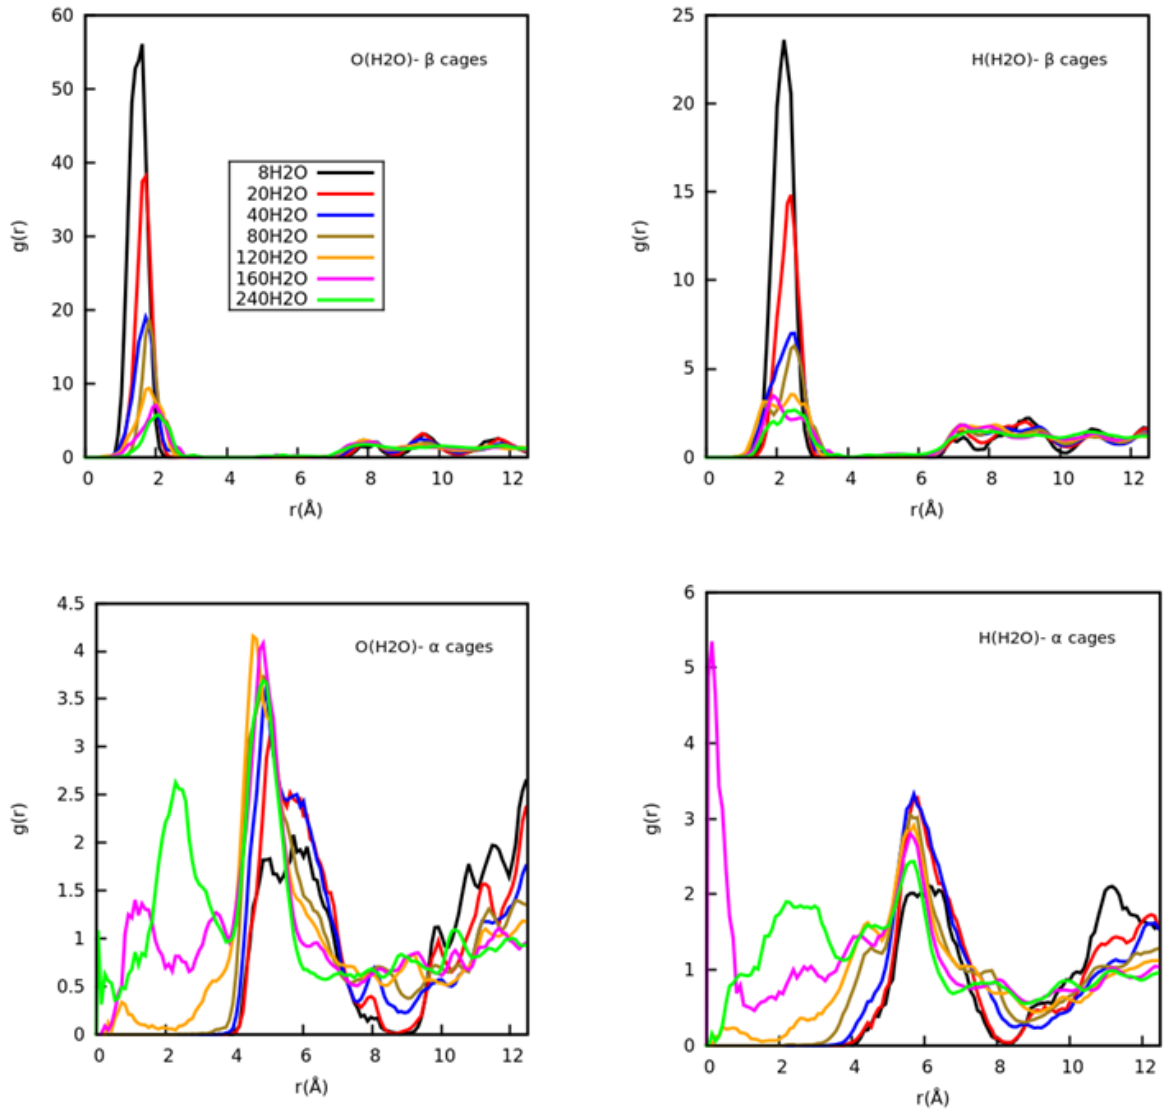 O(H2O)- β cages
g(r)
60
50
40
30
20
10
0
8H2O
20H2O
40H2O
80H2O
120H2O
160H2O
240H2O
0 2 4 6 8 10 12
r(Å)
H(H2O)- β cages
g(r)
25
20
15
10
5
0
0 2 4 6 8 10 12
r(Å)
O(H2O)- α cages
g(r)
4.5
4
3.5
3
2.5
2
1.5
1
0.5
0
0 2 4 6 8 10 12
r(Å)
H(H2O)- α cages
g(r)
6
5
4
3
2
1
0
0 2 4 6 8 10 12
r(Å)